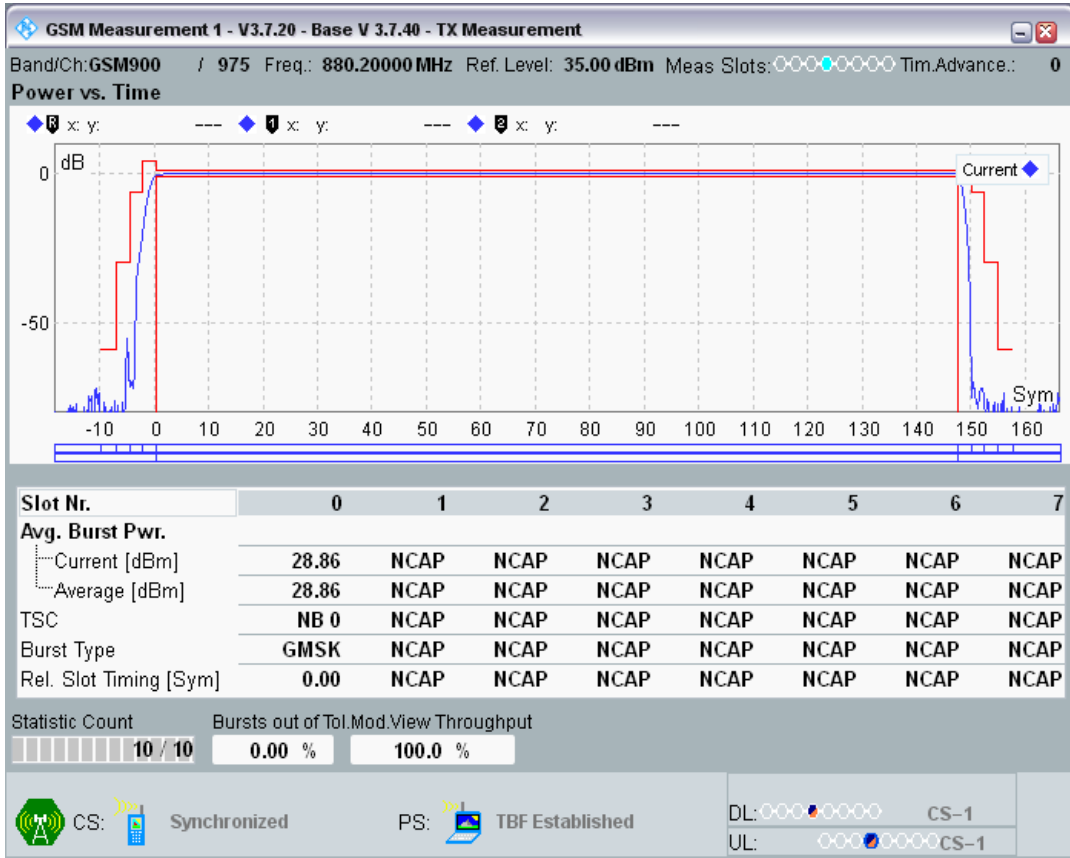 GSM Measurement 1 - V3.7.20 - Base V 3.7.40 - TX Measurement
Band/Ch:GSM900 / 975 Freq.: 880.20000 MHz Ref. Level: 35.00 dBm Meas Slots: Tim.Advance.: 0
Power vs. Time
R x: y: --- 1 x: y: --- 2 x: y: ---
dB
Current
0
-50
Sym
-10 0 10 20 30 40 50 60 70 80 90 100 110 120 130 140 150 160
Slot Nr. 0 1 2 3 4 5 6 7
Avg. Burst Pwr.
Current [dBm] 28.86 NCAP NCAP NCAP NCAP NCAP NCAP NCAP
Average [dBm] 28.86 NCAP NCAP NCAP NCAP NCAP NCAP NCAP
TSC NB 0 NCAP NCAP NCAP NCAP NCAP NCAP NCAP
Burst Type GMSK NCAP NCAP NCAP NCAP NCAP NCAP NCAP
Rel. Slot Timing [Sym] 0.00 NCAP NCAP NCAP NCAP NCAP NCAP NCAP
Statistic Count Bursts out of Tol.Mod.View Throughput
10 / 10 0.00 % 100.0 %
CS: Synchronized PS: TBF Established
DL: CS-1
UL: CS-1